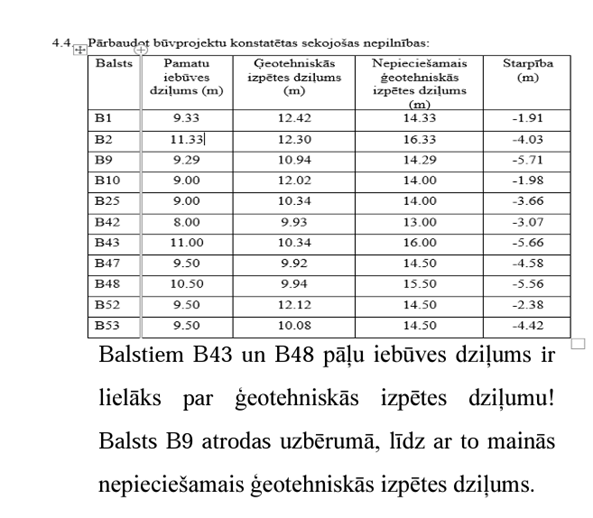 4.4. Pārbaudot būvprojektu konstatētas sekojošas nepilnības:
Balsts Pamatu iebūves dziļums (m) Ģeotehniskās izpētes dziļums (m) Nepieciešamais ģeotehniskās izpētes dziļums (m) Starpība (m)
B1 9.33 12.42 14.33 -1.91
B2 11.33 12.30 16.33 -4.03
B9 9.29 10.94 14.29 -5.71
B10 9.00 12.02 14.00 -1.98
B25 9.00 10.34 14.00 -3.66
B42 8.00 9.93 13.00 -3.07
B43 11.00 10.34 16.00 -5.66
B47 9.50 9.92 14.50 -4.58
B48 10.50 9.94 15.50 -5.56
B52 9.50 12.12 14.50 -2.38
B53 9.50 10.08 14.50 -4.42
Balstiem B43 un B48 pāļu iebūves dziļums ir
lielāks par ģeotehniskās izpētes dziļumu!
Balsts B9 atrodas uzbērumā, līdz ar to mainās
nepieciešamais ģeotehniskās izpētes dziļums.